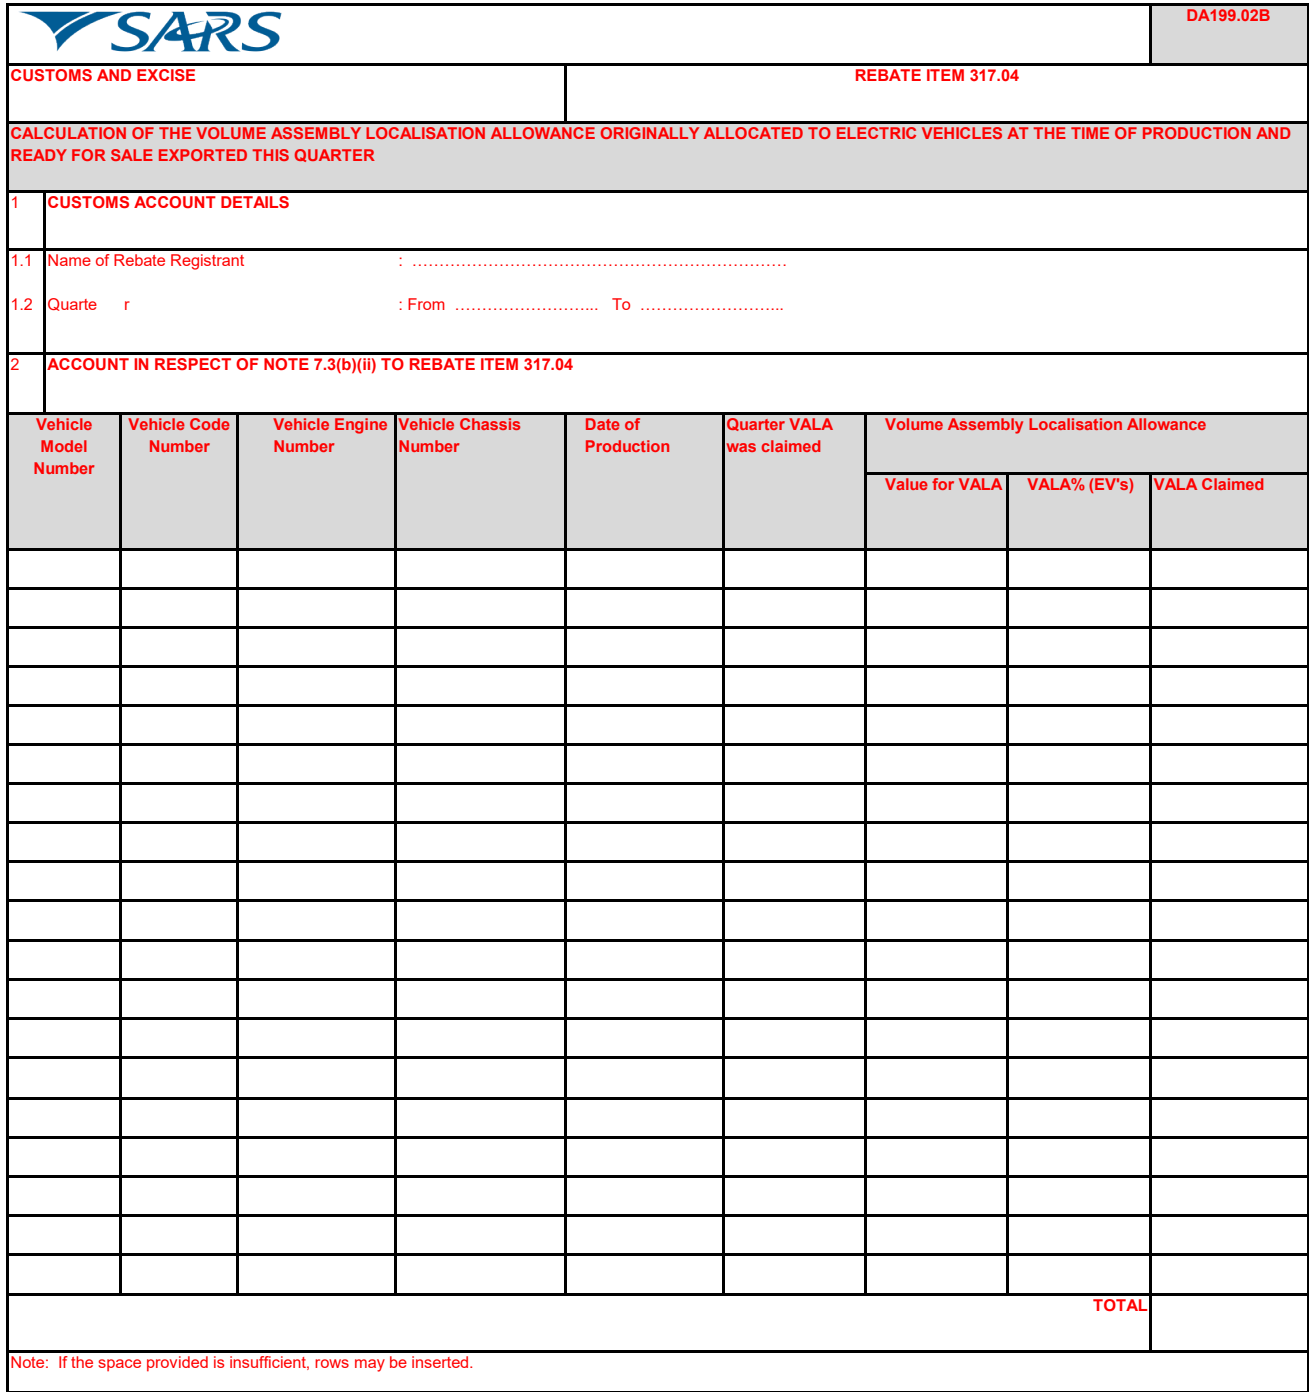 SARS
DA199.02B
CUSTOMS AND EXCISE
REBATE ITEM 317.04
CALCULATION OF THE VOLUME ASSEMBLY LOCALISATION ALLOWANCE ORIGINALLY ALLOCATED TO ELECTRIC VEHICLES AT THE TIME OF PRODUCTION AND
READY FOR SALE EXPORTED THIS QUARTER
1 CUSTOMS ACCOUNT DETAILS
1.1 Name of Rebate Registrant : ……………………………………………………………
1.2 Quarte r : From ……………………... To ……………………...
2 ACCOUNT IN RESPECT OF NOTE 7.3(b)(ii) TO REBATE ITEM 317.04
Vehicle
Model
Number
Vehicle Code
Number
Vehicle Engine
Number
Vehicle Chassis
Number
Date of
Production
Quarter VALA
was claimed
Volume Assembly Localisation Allowance
Value for VALA
VALA% (EV's)
VALA Claimed
TOTAL
Note: If the space provided is insufficient, rows may be inserted.